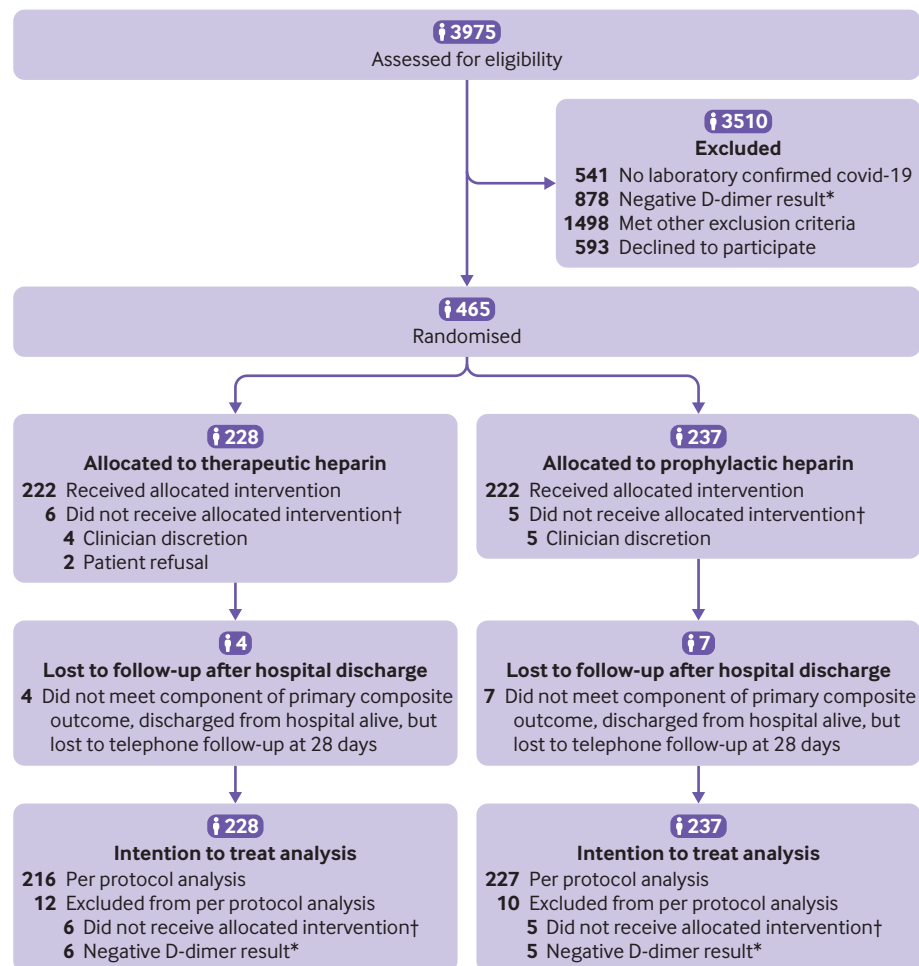 3975
Assessed for eligibility
3510
Excluded
541 No laboratory confirmed covid-19
878 Negative D-dimer result*
1498 Met other exclusion criteria
593 Declined to participate
465
Randomised
228
Allocated to therapeutic heparin
222 Received allocated intervention
6 Did not receive allocated intervention†
4 Clinician discretion
2 Patient refusal
237
Allocated to prophylactic heparin
222 Received allocated intervention
5 Did not receive allocated intervention†
5 Clinician discretion
4
Lost to follow-up after hospital discharge
4 Did not meet component of primary composite
outcome, discharged from hospital alive, but
lost to telephone follow-up at 28 days
7
Lost to follow-up after hospital discharge
7 Did not meet component of primary composite
outcome, discharged from hospital alive, but
lost to telephone follow-up at 28 days
228
Intention to treat analysis
216 Per protocol analysis
12 Excluded from per protocol analysis
6 Did not receive allocated intervention†
6 Negative D-dimer result*
237
Intention to treat analysis
227 Per protocol analysis
10 Excluded from per protocol analysis
5 Did not receive allocated intervention†
5 Negative D-dimer result*